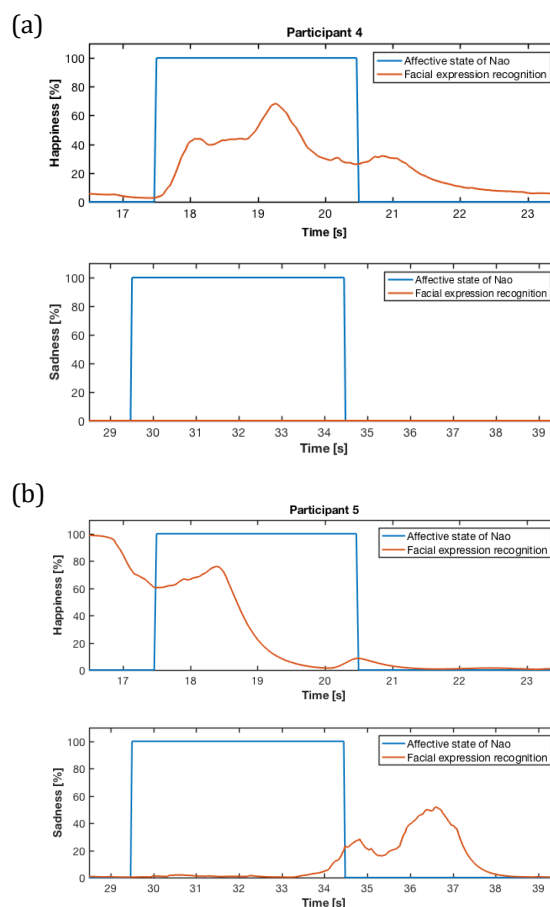 (a)
Participant 4
Happiness [%]
100
80
60
40
20
0
Affective state of Nao
Facial expression recognition
17 18 19 20 21 22 23
Time [s]
Sadness [%]
100
80
60
40
20
0
Affective state of Nao
Facial expression recognition
29 30 31 32 33 34 35 36 37 38 39
Time [s]
(b)
Participant 5
Happiness [%]
100
80
60
40
20
0
Affective state of Nao
Facial expression recognition
17 18 19 20 21 22 23
Time [s]
Sadness [%]
100
80
60
40
20
0
Affective state of Nao
Facial expression recognition
29 30 31 32 33 34 35 36 37 38 39
Time [s]